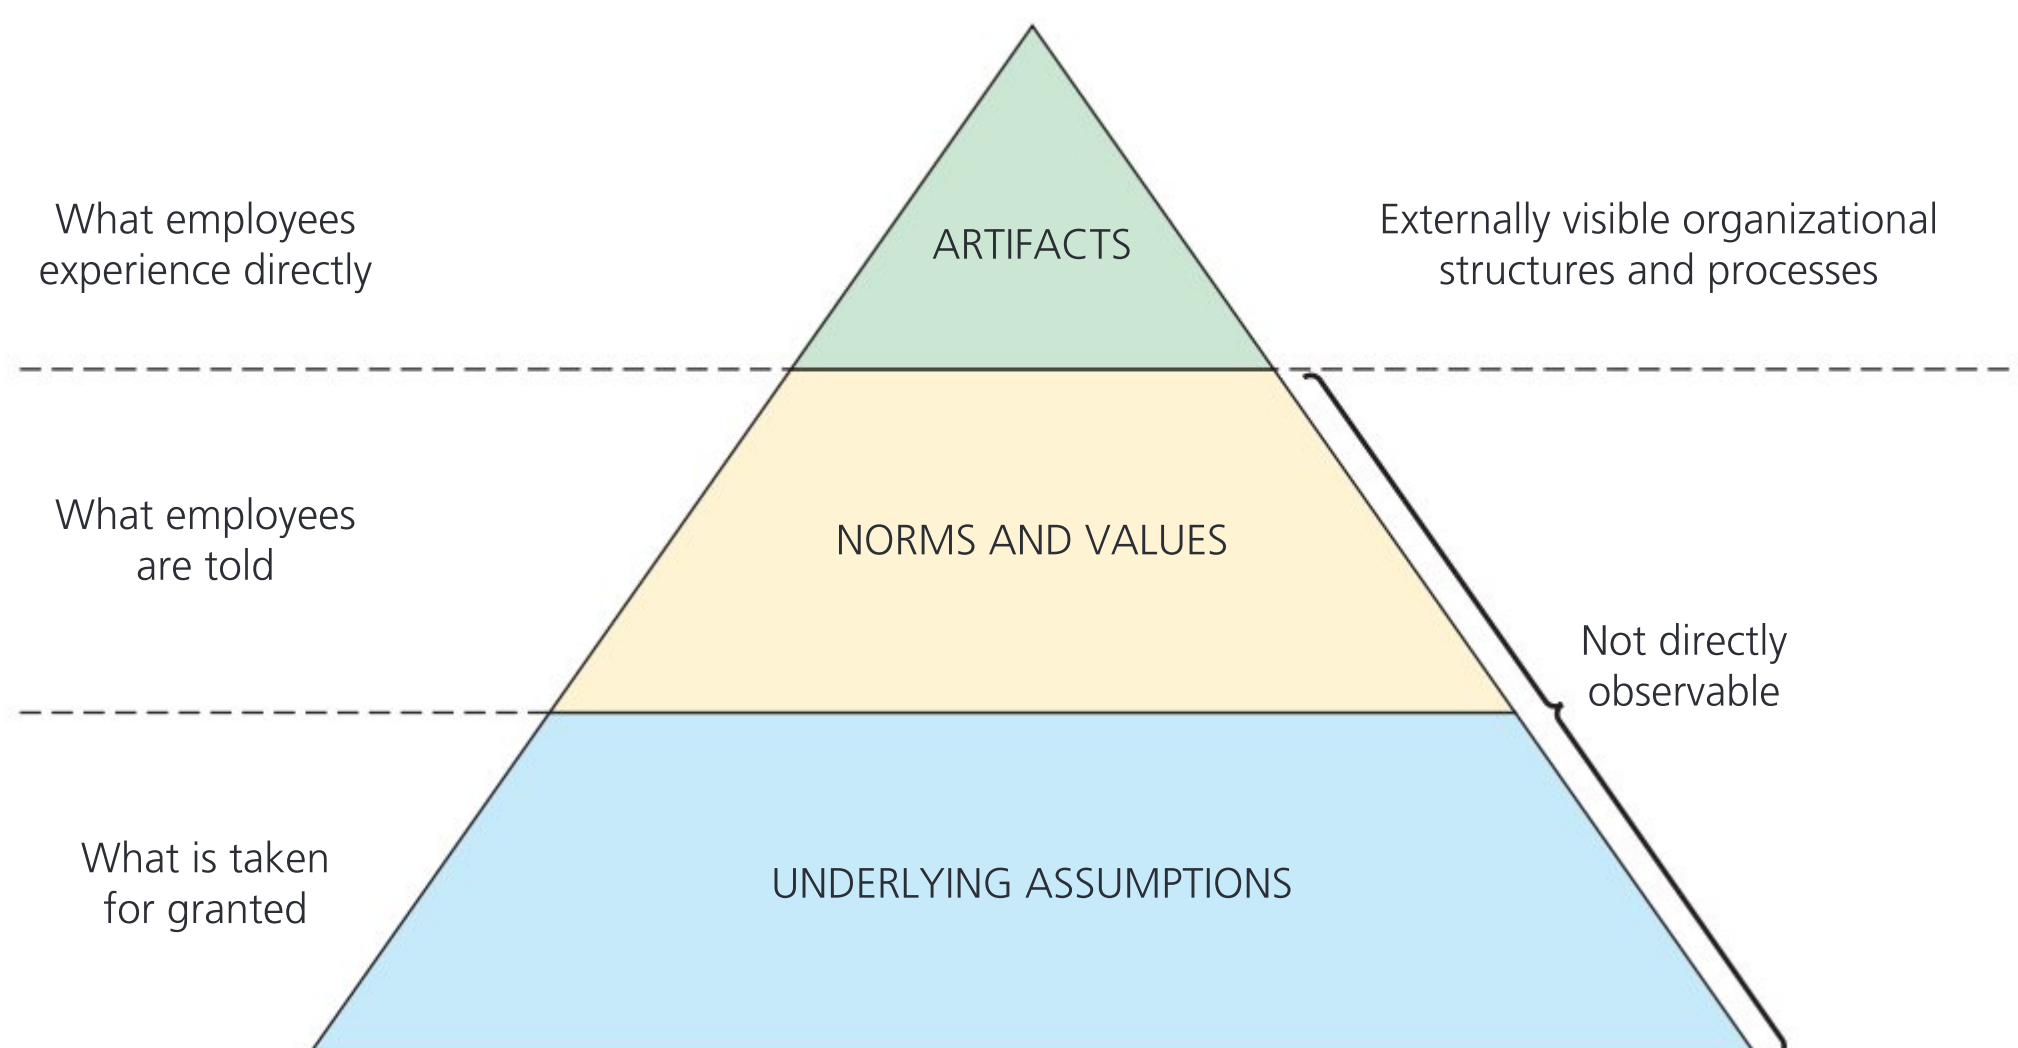 What employees
experience directly
ARTIFACTS
Externally visible organizational
structures and processes
What employees
are told
NORMS AND VALUES
Not directly
observable
What is taken
for granted
UNDERLYING ASSUMPTIONS